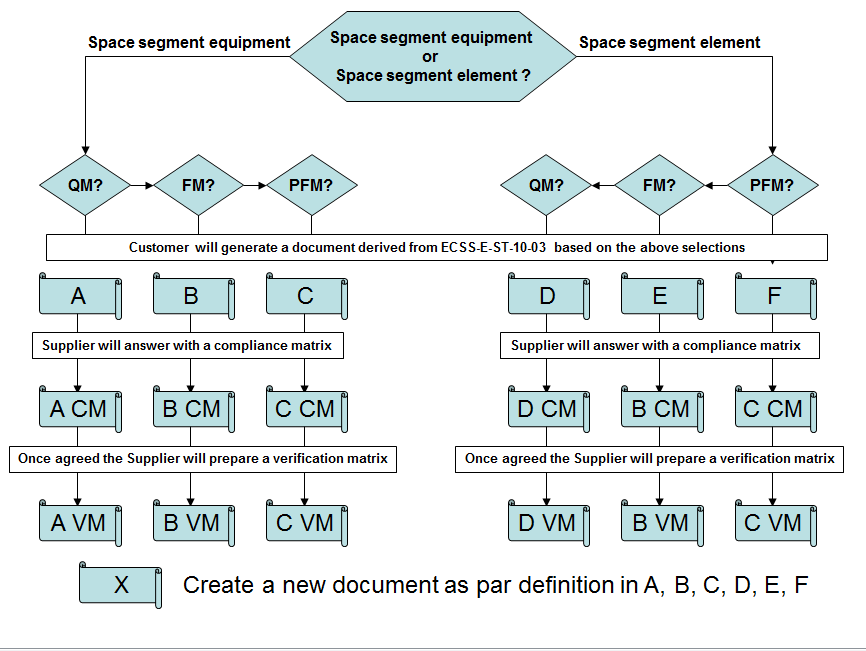 Space segment equipment
Space segment equipment
or
Space segment element ?
Space segment element
QM?
FM?
PFM?
QM?
FM?
PFM?
Customer will generate a document derived from ECSS-E-ST-10-03 based on the above selections
A
B
C
D
E
F
Supplier will answer with a compliance matrix
Supplier will answer with a compliance matrix
A CM
B CM
C CM
D CM
B CM
C CM
Once agreed the Supplier will prepare a verification matrix
Once agreed the Supplier will prepare a verification matrix
A VM
B VM
C VM
D VM
B VM
C VM
X
Create a new document as par definition in A, B, C, D, E, F